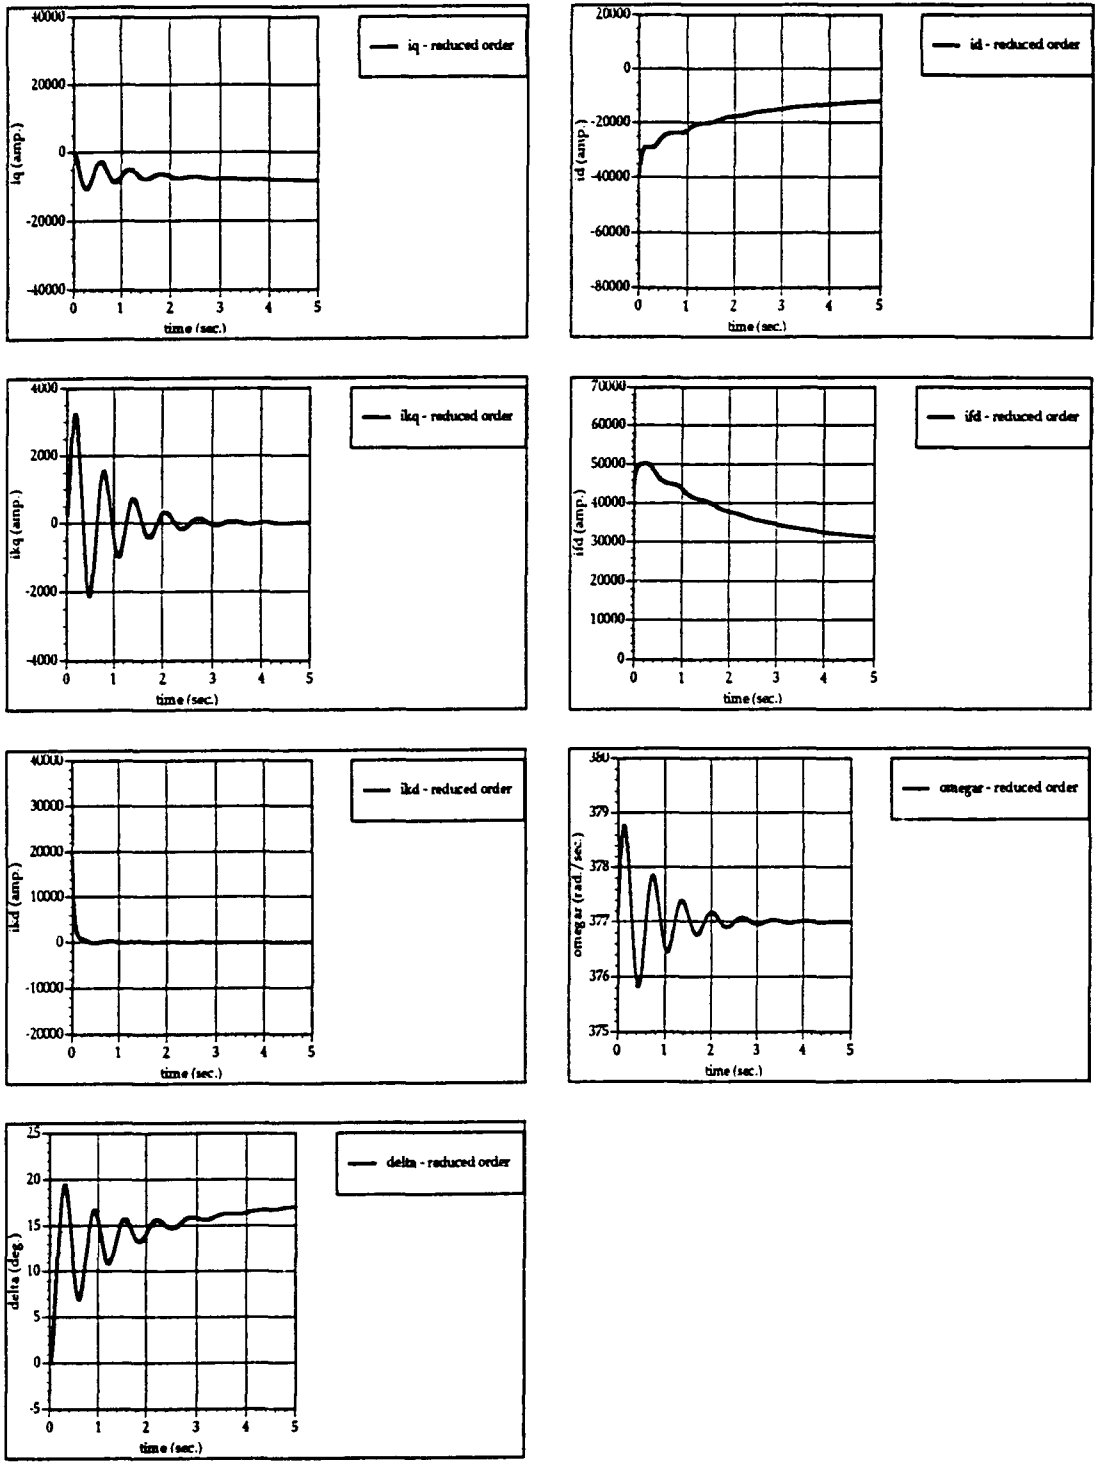 40000
20000
0
-20000
-40000
iq (amp.)
0 1 2 3 4 5
time (sec.)
iq - reduced order
20000
0
-20000
-40000
-60000
-80000
id (amp.)
0 1 2 3 4 5
time (sec.)
id - reduced order
4000
2000
0
-2000
-4000
ikq (amp.)
0 1 2 3 4 5
time (sec.)
ikq - reduced order
70000
60000
50000
40000
30000
20000
10000
0
ifd (amp.)
0 1 2 3 4 5
time (sec.)
ifd - reduced order
40000
30000
20000
10000
0
-10000
-20000
ikd (amp.)
0 1 2 3 4 5
time (sec.)
ikd - reduced order
380
379
378
377
376
375
omegar (rad./sec.)
0 1 2 3 4 5
time (sec.)
omegar - reduced order
25
20
15
10
5
0
-5
delta (deg.)
0 1 2 3 4 5
time (sec.)
delta - reduced order